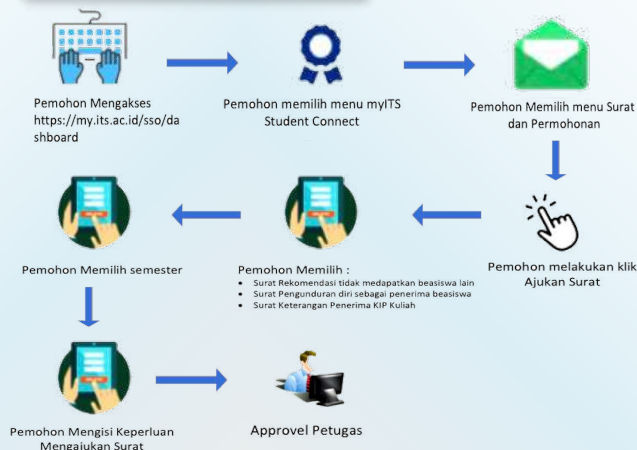 Pemohon Mengakses
https://my.its.ac.id/sso/da
shboard
Pemohon memilih menu myITS
Student Connect
Pemohon Memilih menu Surat
dan Permohonan
Pemohon melakukan klik
Ajukan Surat
Pemohon Memilih :
• Surat Rekomendasi tidak medapatkan beasiswa lain
• Surat Pengunduran diri sebagai penerima beasiswa
• Surat Keterangan Penerima KIP Kuliah
Pemohon Memilih semester
Pemohon Mengisi Keperluan
Mengajukan Surat
Approvel Petugas